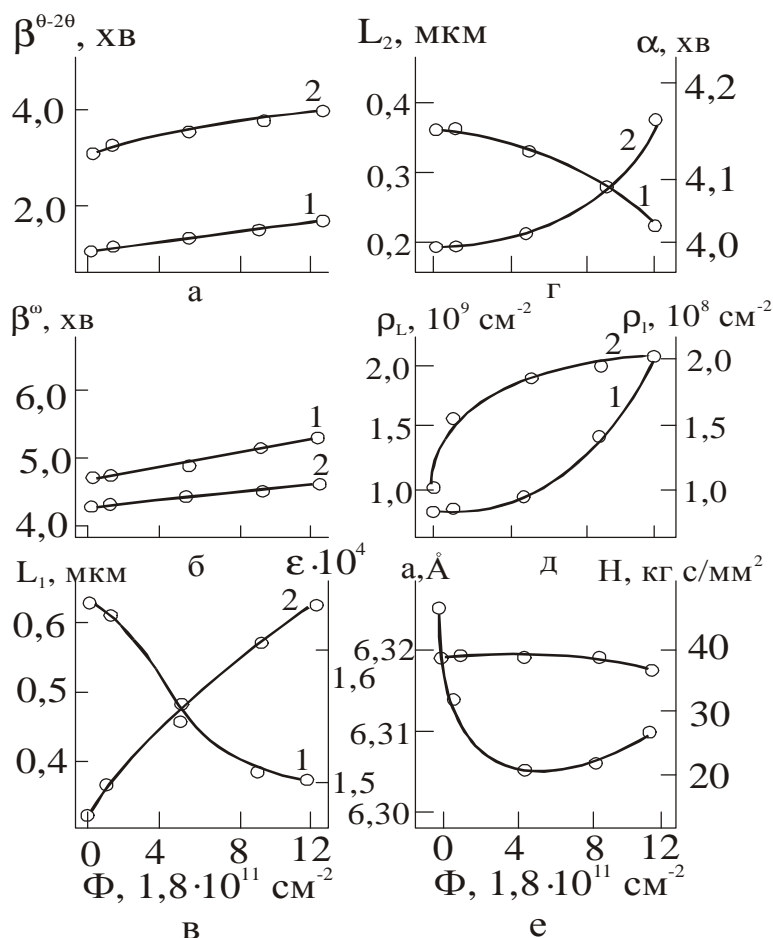 β^θ-2θ, хв
4,0
2,0
2
1
а
L₂, мкм
α, хв
0,4
0,3
0,2
4,2
4,1
4,0
2
1
г
β^ω, хв
6,0
5,0
4,0
1
2
б
ρ_L, 10⁹ см⁻²
ρ_l, 10⁸ см⁻²
2,0
1,5
1,0
2,0
1,5
1,0
2
1
д
L₁, мкм
ε·10⁴
0,6
0,5
0,4
1,6
1,5
2
1
0 4 8 12
Φ, 1,8·10¹¹ см⁻²
в
a,Å
H, кг с/мм²
6,32
6,31
6,30
40
30
20
0 4 8 12
Φ, 1,8·10¹¹ см⁻²
е